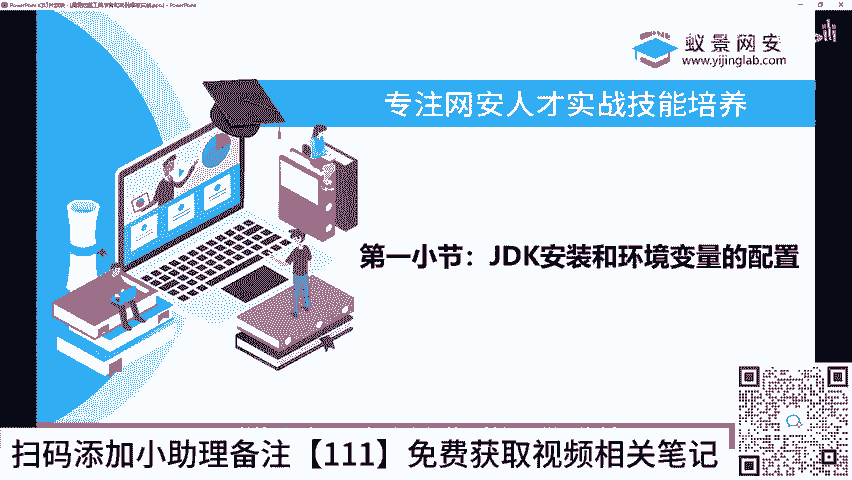 蚁景网安
www.yijinglab.com
专注网安人才实战技能培养
第一小节：JDK安装和环境变量的配置
扫码添加小助理备注【111】免费获取视频相关笔记